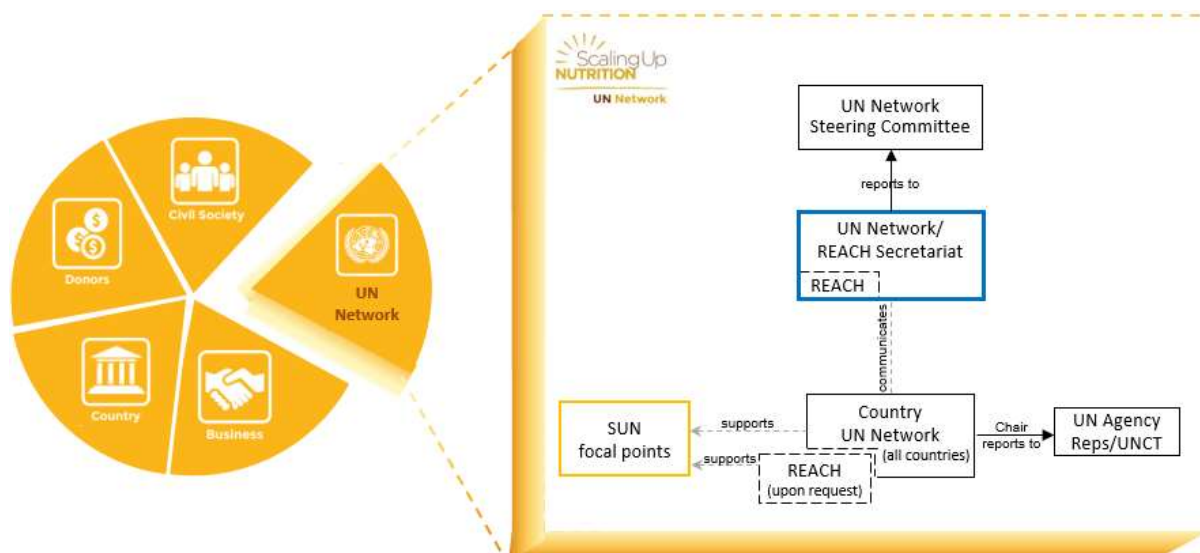 Civil Society
Donors
Country
Business
UN
Network
Scaling Up
NUTRITION
UN Network
UN Network
Steering Committee
reports to
UN Network/
REACH Secretariat
REACH
communicates
SUN
focal points
supports
supports
Country
UN Network
(all countries)
REACH
(upon request)
Chair
reports to
UN Agency
Reps/UNCT